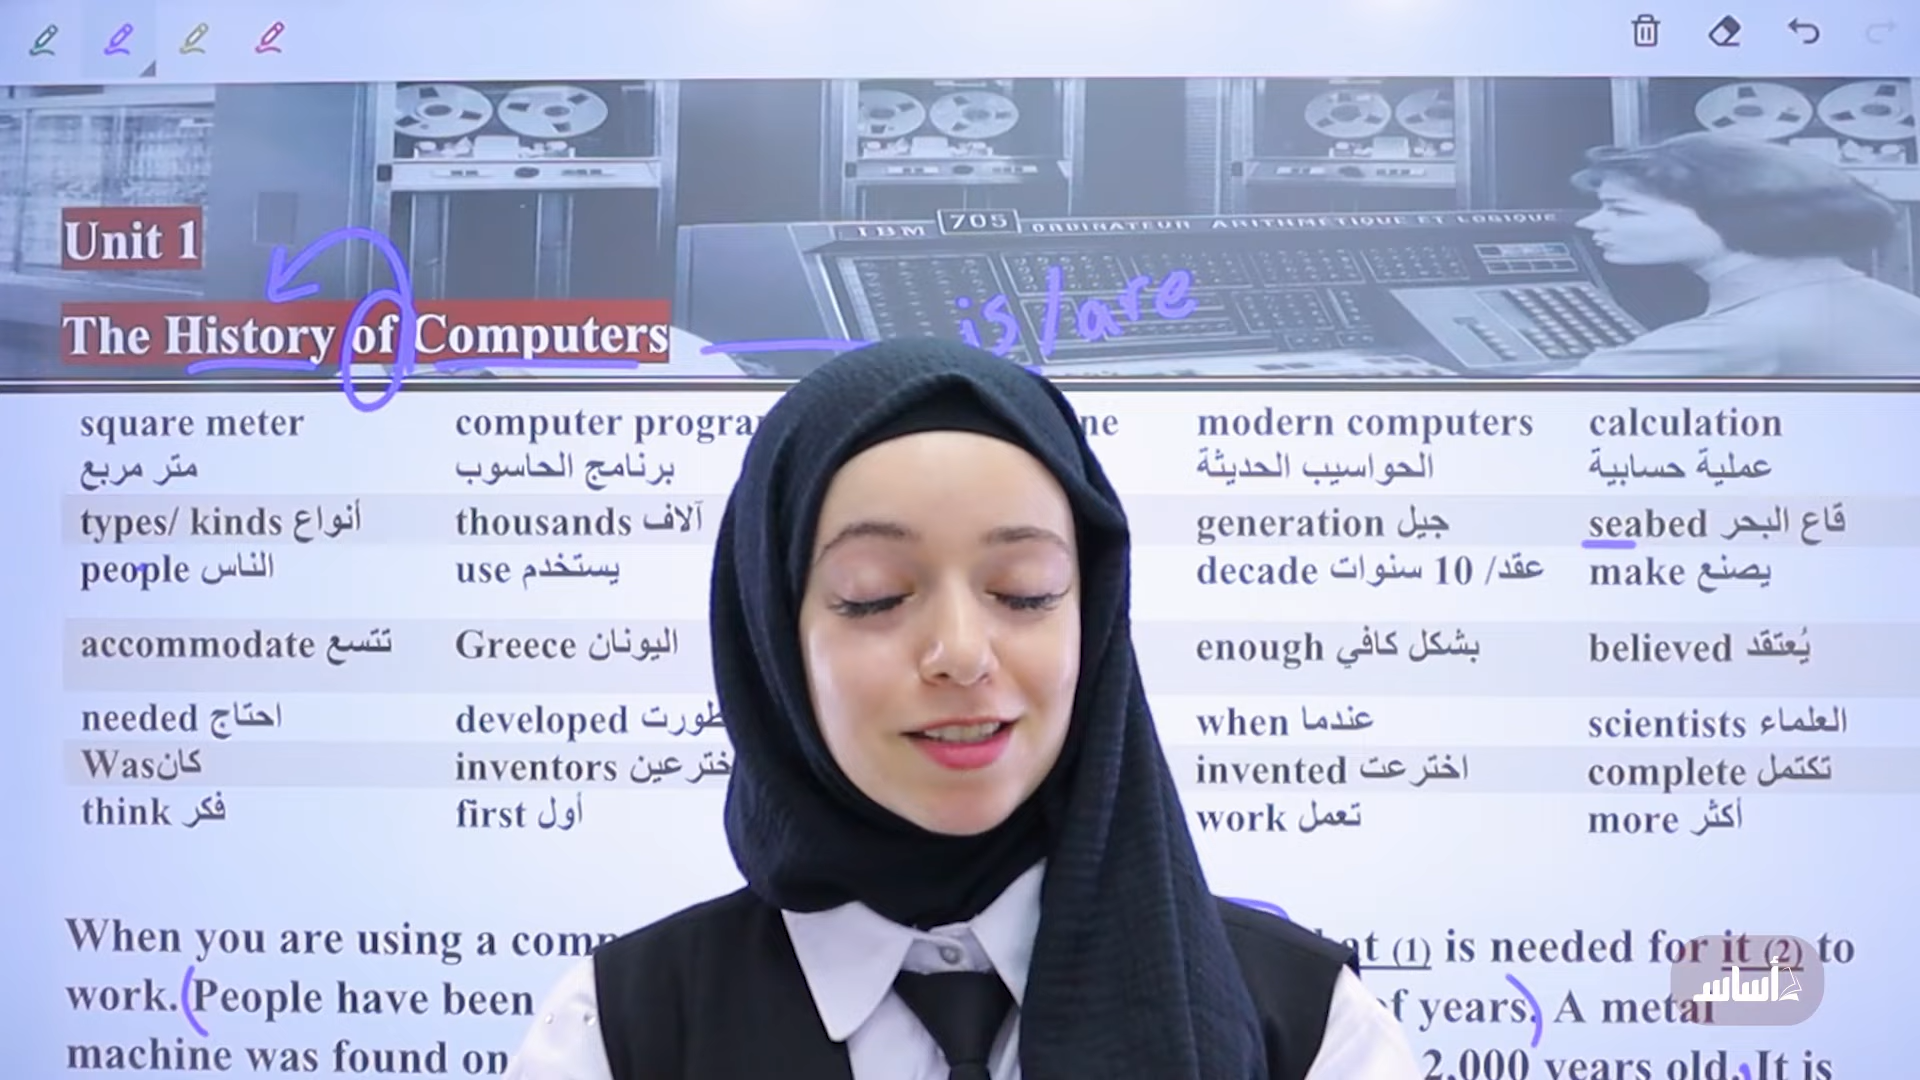 IBM 705 ORDINATEUR ARITHMETIQUE ET LOGIQUE
Unit 1
is/are
The History of Computers
square meter
متر مربع
computer progra
برنامج الحاسوب
ne
modern computers
الحواسيب الحديثة
calculation
عملية حسابية
types/ kinds أنواع
thousands آلاف
generation جيل
seabed قاع البحر
people الناس
use يستخدم
decade عقد/ 10 سنوات
make يصنع
accommodate تتسع
Greece اليونان
enough بشكل كافي
believed يُعتقد
needed احتاج
developed طورت
when عندما
scientists العلماء
Was كان
inventors خترعين
invented اخترعت
complete تكتمل
think فكر
first أول
work تعمل
more أكثر
When you are using a com at (1) is needed for it (2) to
work. (People have been f years.) A metal
machine was found on 2,000 years old. It is
أساس